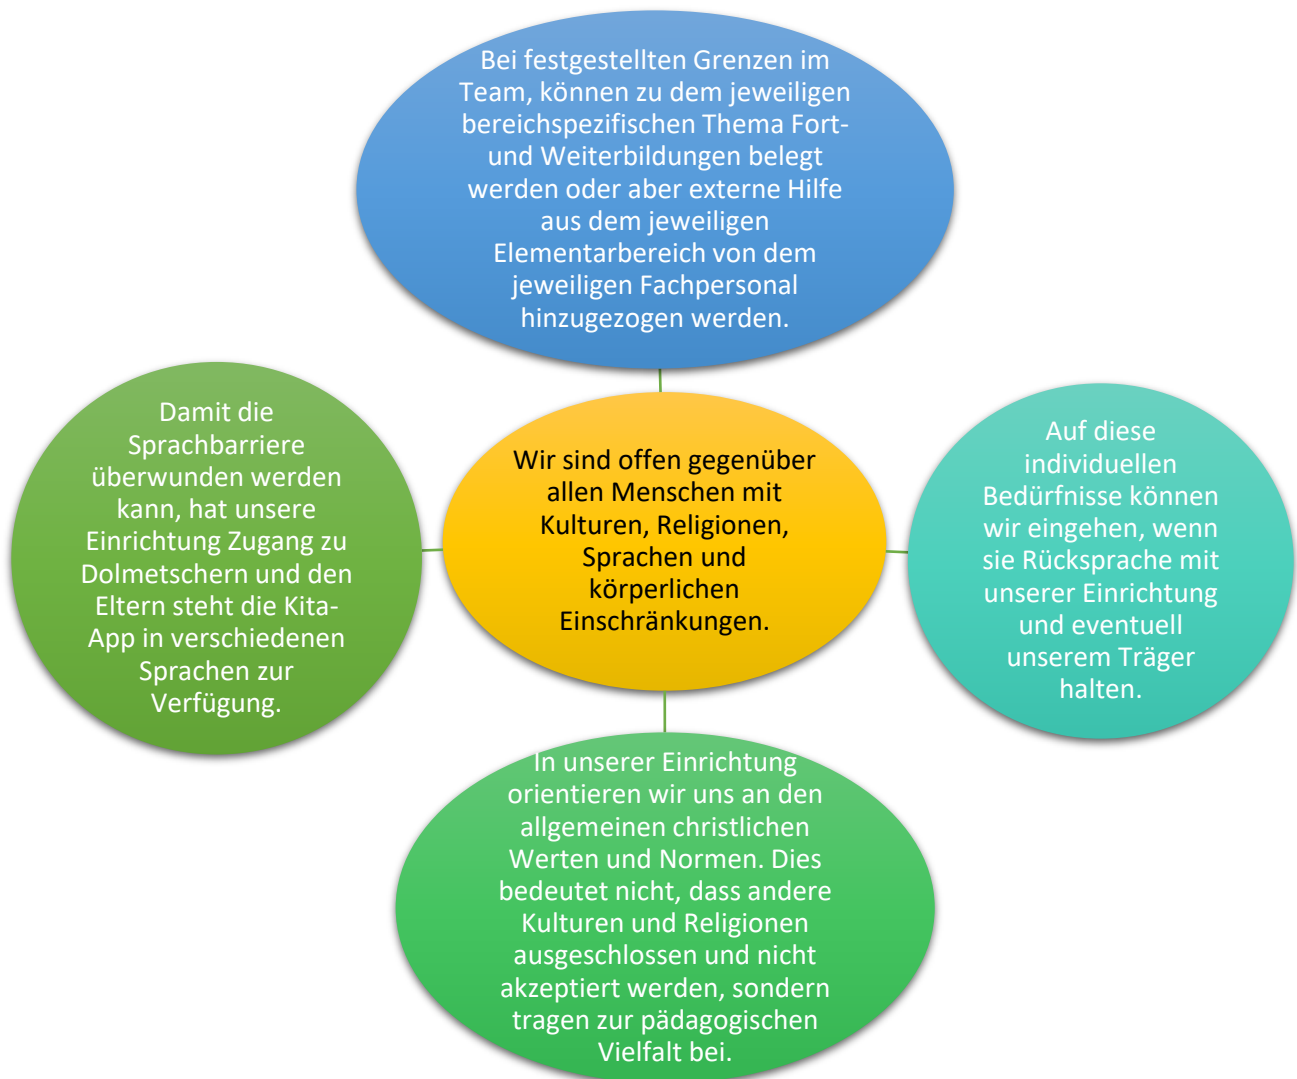 Bei festgestellten Grenzen im
Team, können zu dem jeweiligen
bereichspezifischen Thema Fort-
und Weiterbildungen belegt
werden oder aber externe Hilfe
aus dem jeweiligen
Elementarbereich von dem
jeweiligen Fachpersonal
hinzugezogen werden.
Damit die
Sprachbarriere
überwunden werden
kann, hat unsere
Einrichtung Zugang zu
Dolmetschern und den
Eltern steht die Kita-
App in verschiedenen
Sprachen zur
Verfügung.
Wir sind offen gegenüber
allen Menschen mit
Kulturen, Religionen,
Sprachen und
körperlichen
Einschränkungen.
Auf diese
individuellen
Bedürfnisse können
wir eingehen, wenn
sie Rücksprache mit
unserer Einrichtung
und eventuell
unserem Träger
halten.
In unserer Einrichtung
orientieren wir uns an den
allgemeinen christlichen
Werten und Normen. Dies
bedeutet nicht, dass andere
Kulturen und Religionen
ausgeschlossen und nicht
akzeptiert werden, sondern
tragen zur pädagogischen
Vielfalt bei.